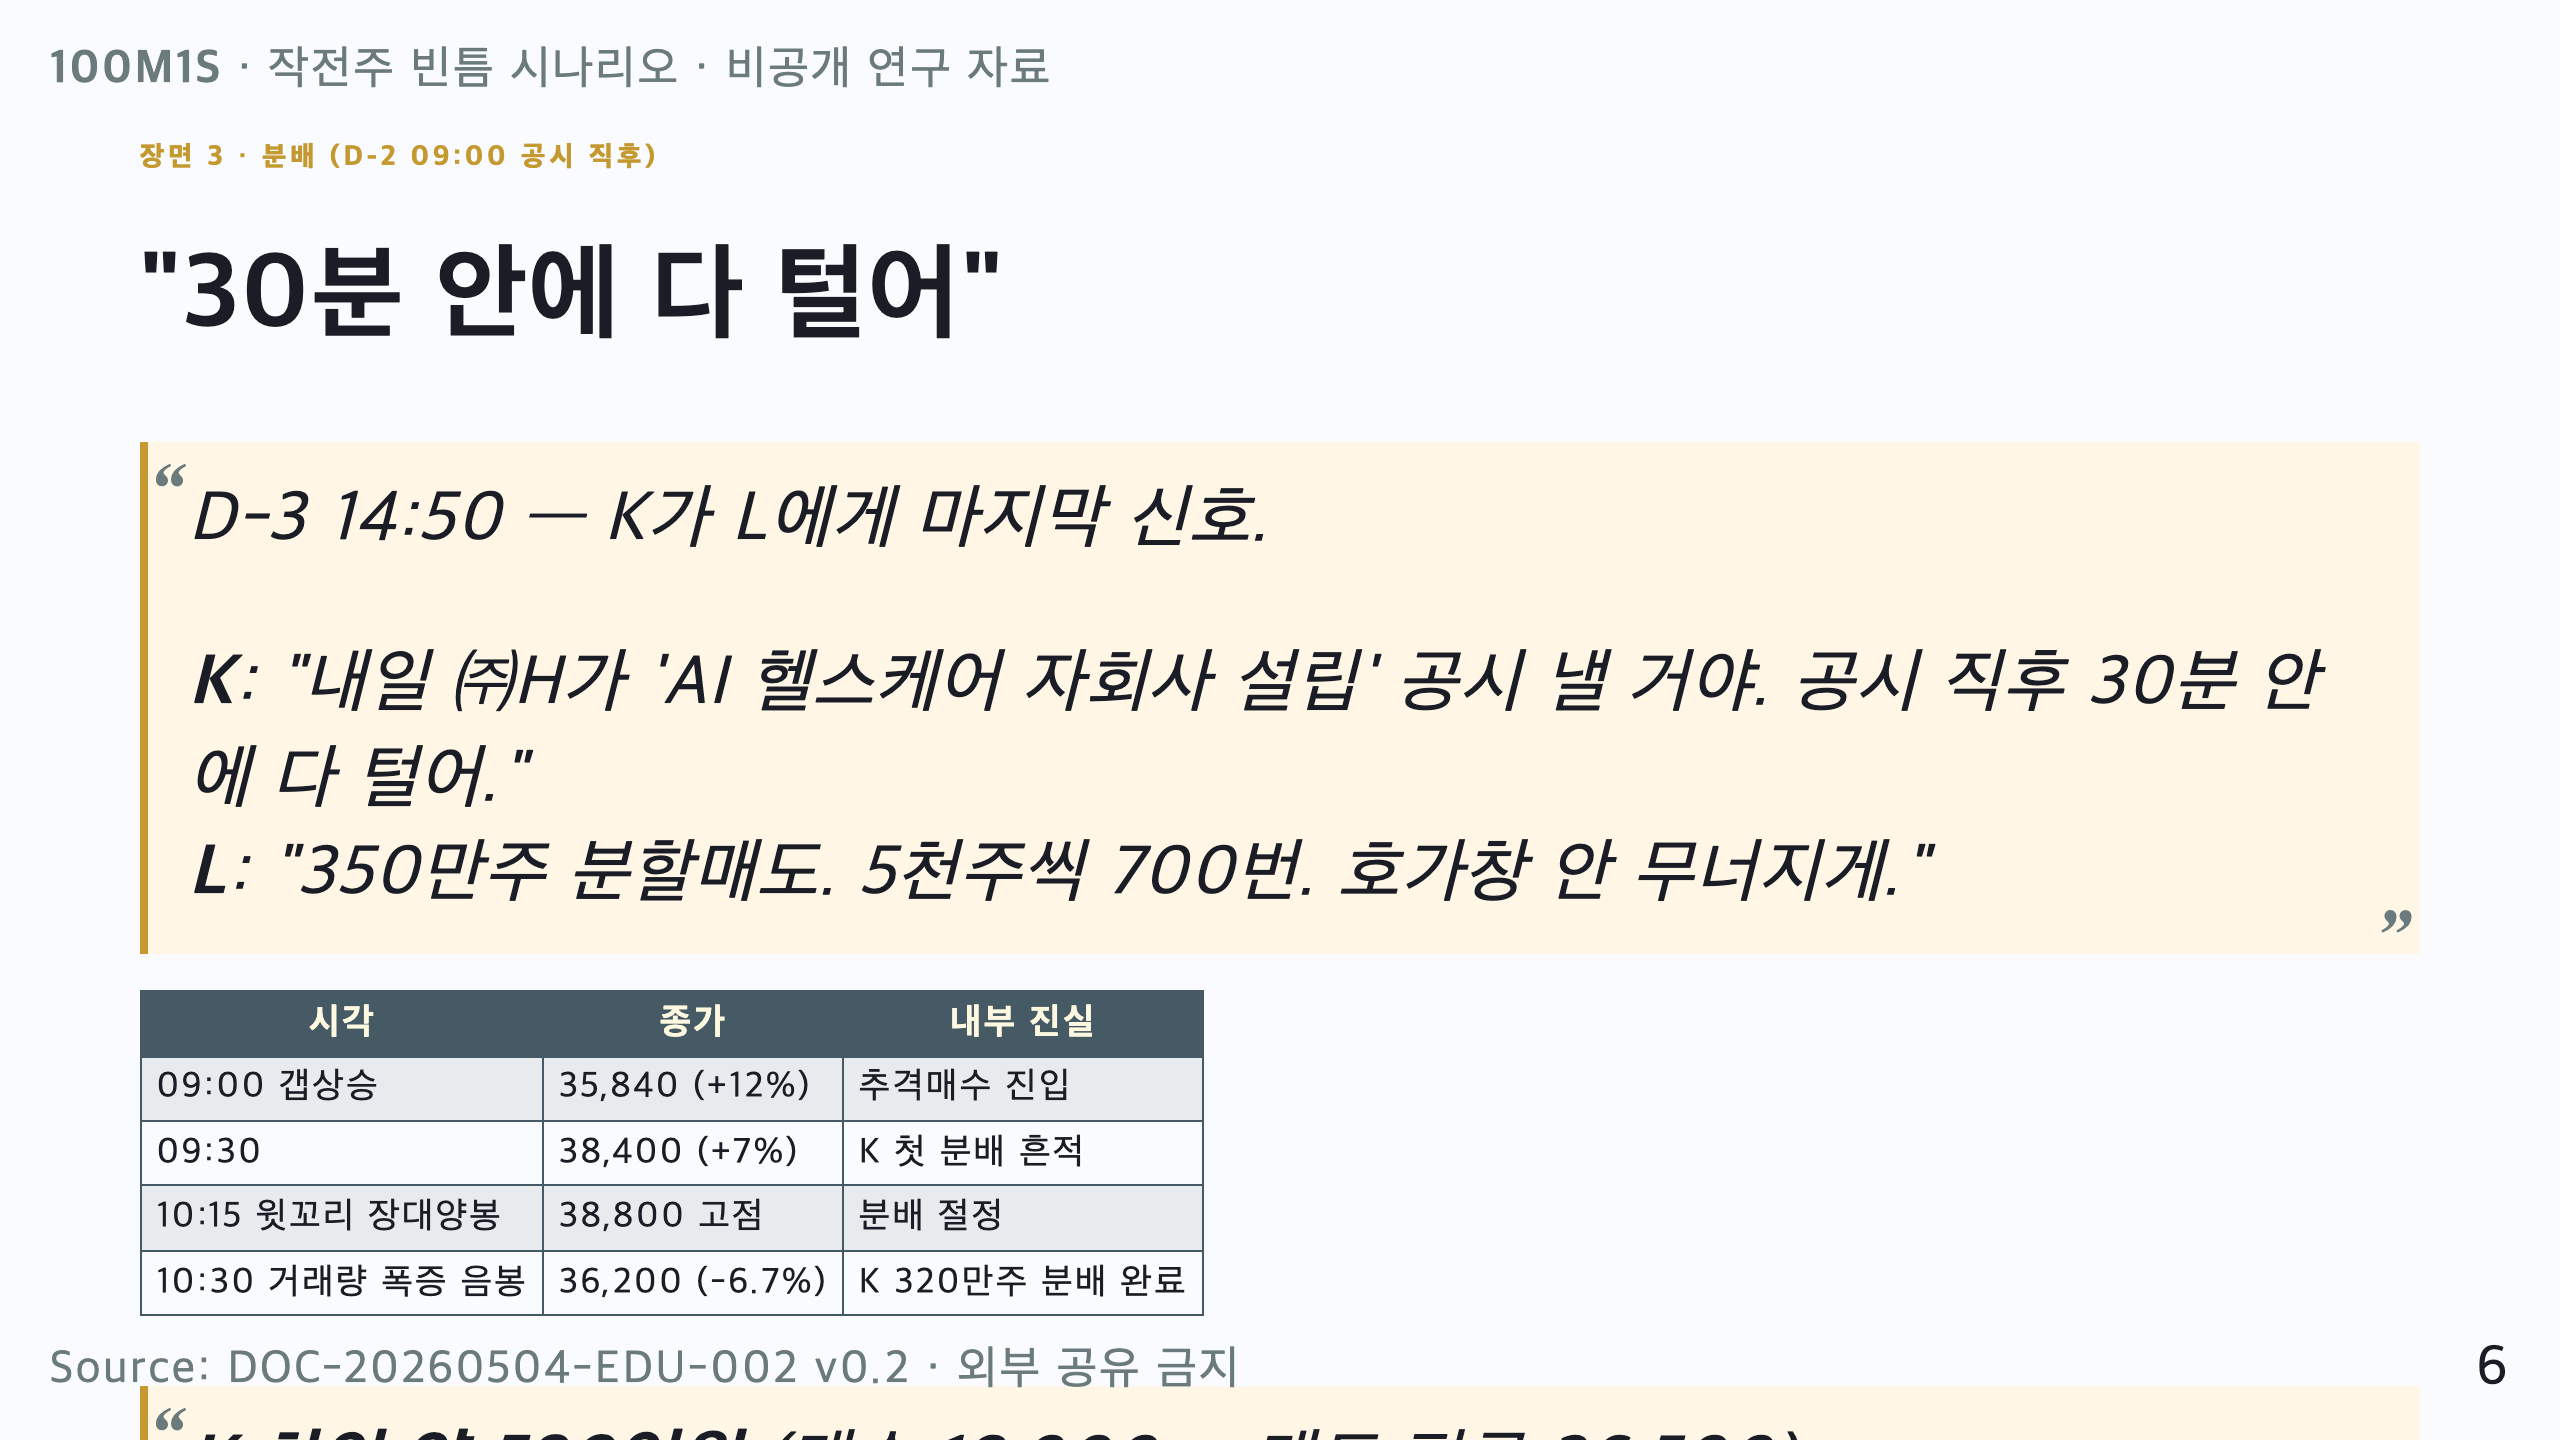 100M1S · 작전주 빈틈 시나리오 · 비공개 연구 자료
장면 3 · 분배 (D-2 09:00 공시 직후)
"30분 안에 다 털어"
“
D-3 14:50 — K가 L에게 마지막 신호.
K: "내일 ㈜H가 'AI 헬스케어 자회사 설립' 공시 낼 거야. 공시 직후 30분 안
에 다 털어."
L: "350만주 분할매도. 5천주씩 700번. 호가창 안 무너지게."
”
시각 종가 내부 진실
09:00 갭상승 35,840 (+12%) 추격매수 진입
09:30 38,400 (+7%) K 첫 분배 흔적
10:15 윗꼬리 장대양봉 38,800 고점 분배 절정
10:30 거래량 폭증 음봉 36,200 (-6.7%) K 320만주 분배 완료
Source: DOC-20260504-EDU-002 v0.2 · 외부 공유 금지
6
“